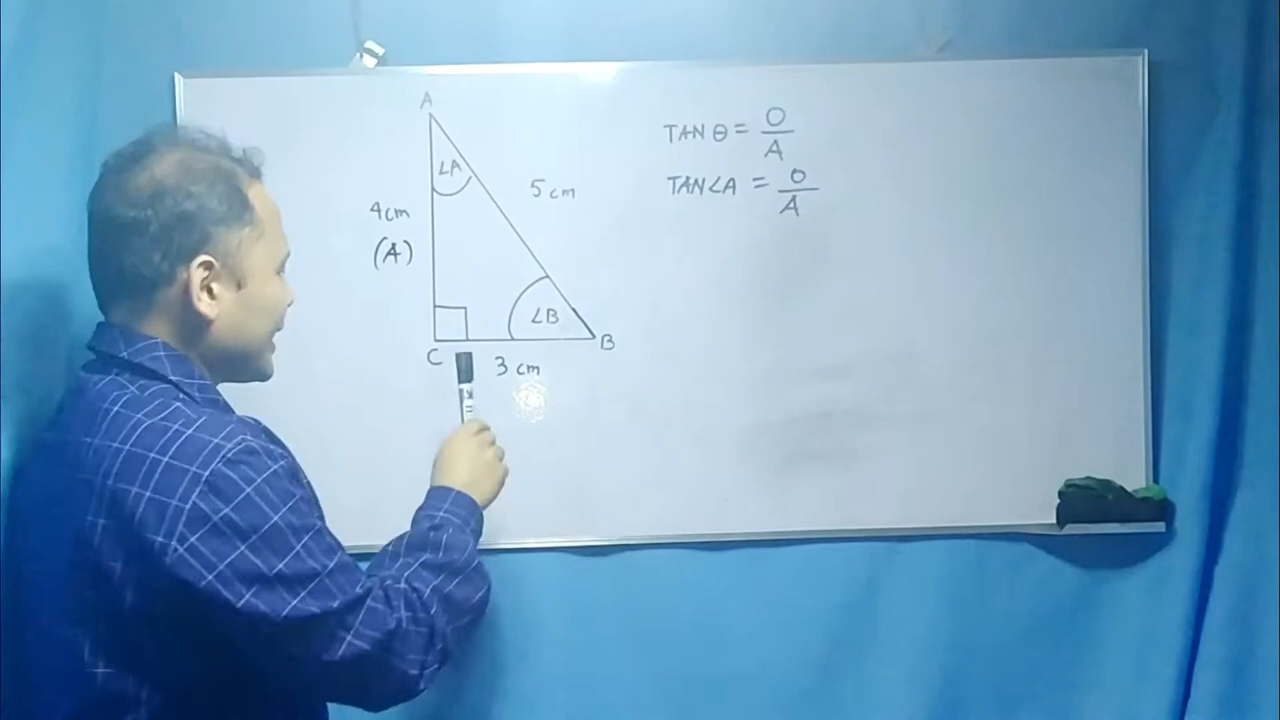 A
∠A
5 cm
4cm
(A)
∠B
C
B
3 cm
TAN θ = O/A
TAN∠A = O/A